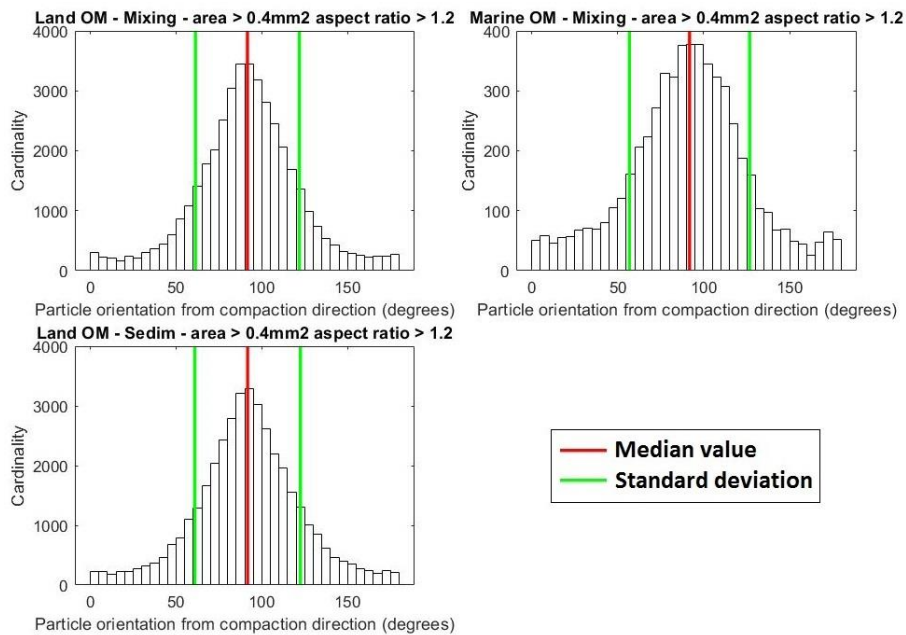 Land OM - Mixing - area > 0.4mm2 aspect ratio > 1.2
4000
3000
2000
1000
0
Cardinality
0 50 100 150
Particle orientation from compaction direction (degrees)
Marine OM - Mixing - area > 0.4mm2 aspect ratio > 1.2
400
300
200
100
0
Cardinality
0 50 100 150
Particle orientation from compaction direction (degrees)
Land OM - Sedim - area > 0.4mm2 aspect ratio > 1.2
4000
3000
2000
1000
0
Cardinality
0 50 100 150
Particle orientation from compaction direction (degrees)
Median value
Standard deviation